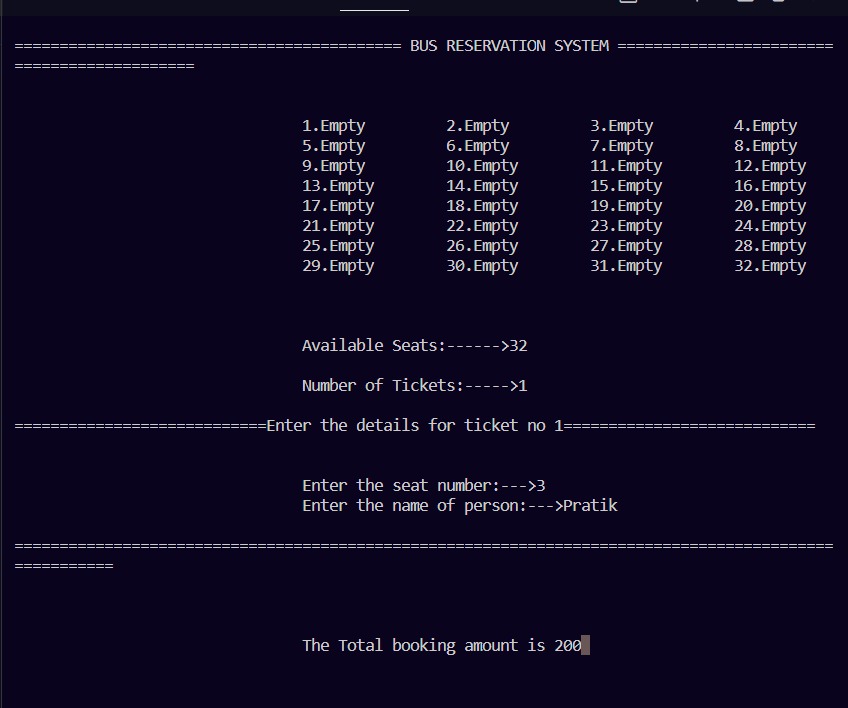 =========================================== BUS RESERVATION SYSTEM ========================
====================
1.Empty 2.Empty 3.Empty 4.Empty
5.Empty 6.Empty 7.Empty 8.Empty
9.Empty 10.Empty 11.Empty 12.Empty
13.Empty 14.Empty 15.Empty 16.Empty
17.Empty 18.Empty 19.Empty 20.Empty
21.Empty 22.Empty 23.Empty 24.Empty
25.Empty 26.Empty 27.Empty 28.Empty
29.Empty 30.Empty 31.Empty 32.Empty
Available Seats:------>32
Number of Tickets:----->1
============================Enter the details for ticket no 1============================
Enter the seat number:--->3
Enter the name of person:--->Pratik
===========================================================================================
===========
The Total booking amount is 200